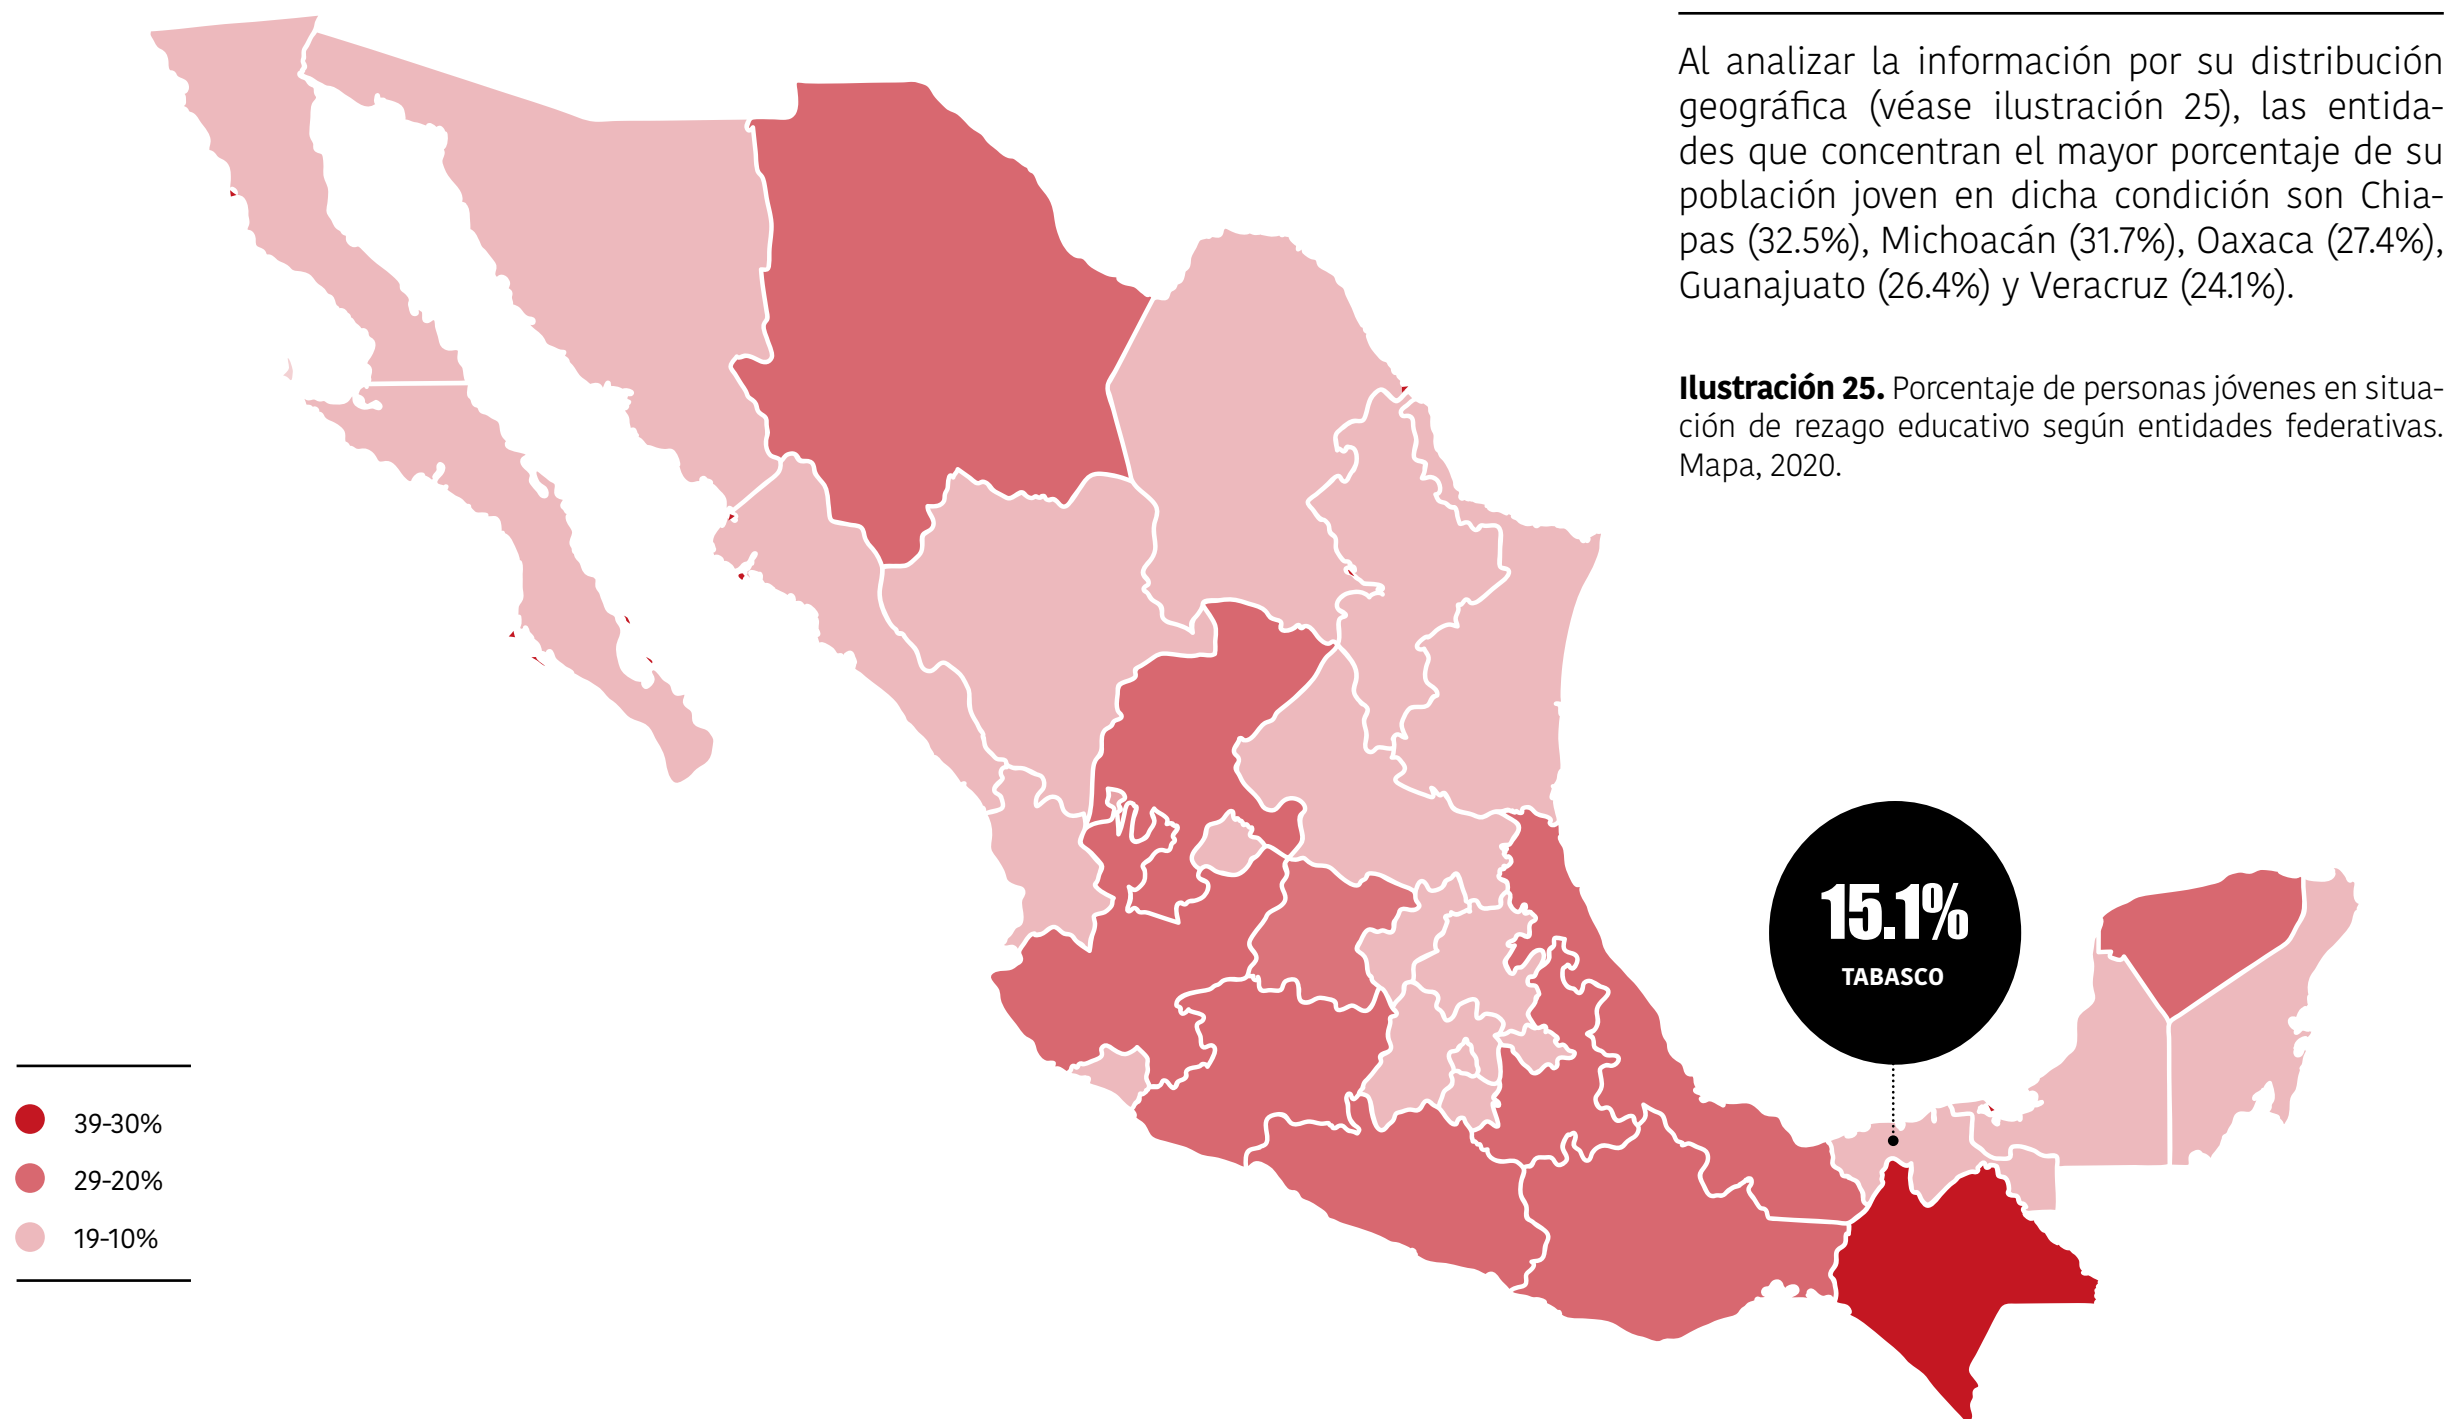 Al analizar la información por su distribución
geográfica (véase ilustración 25), las entida-
des que concentran el mayor porcentaje de su
población joven en dicha condición son Chia-
pas (32.5%), Michoacán (31.7%), Oaxaca (27.4%),
Guanajuato (26.4%) y Veracruz (24.1%).
Ilustración 25. Porcentaje de personas jóvenes en situa-
ción de rezago educativo según entidades federativas.
Mapa, 2020.
15.1%
TABASCO
39-30%
29-20%
19-10%